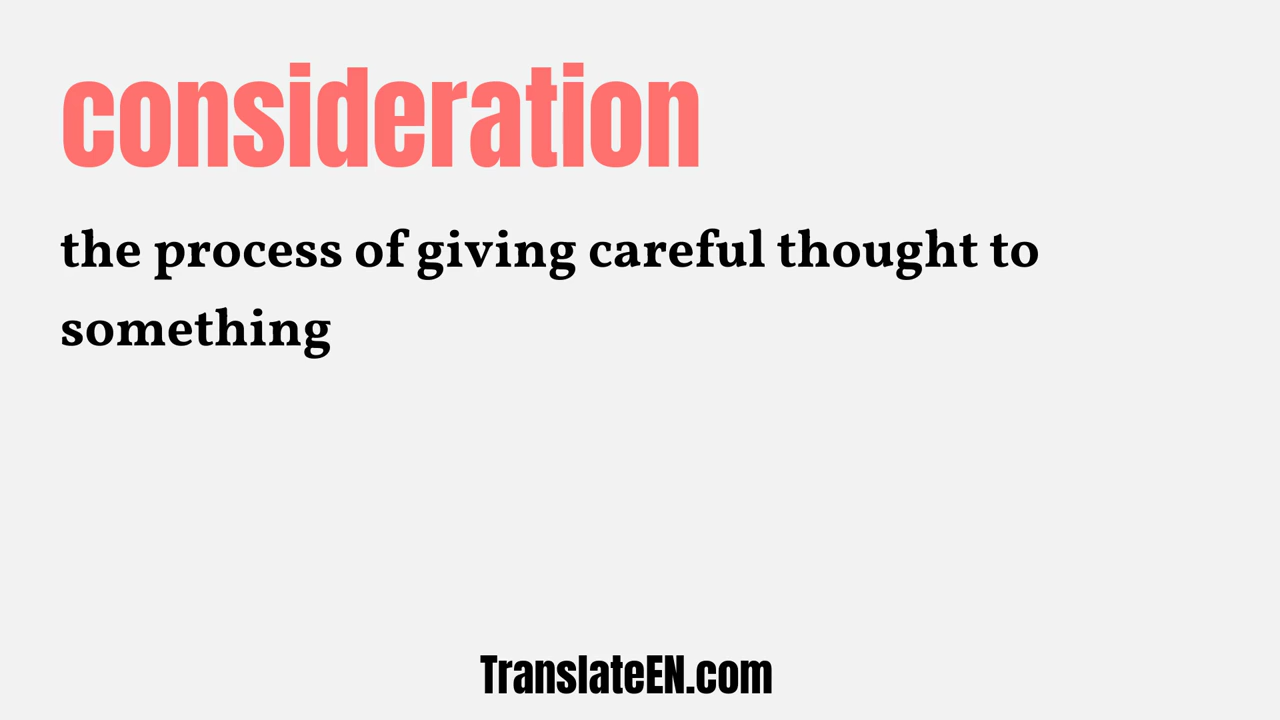 consideration
the process of giving careful thought to
something
TranslateEN.com